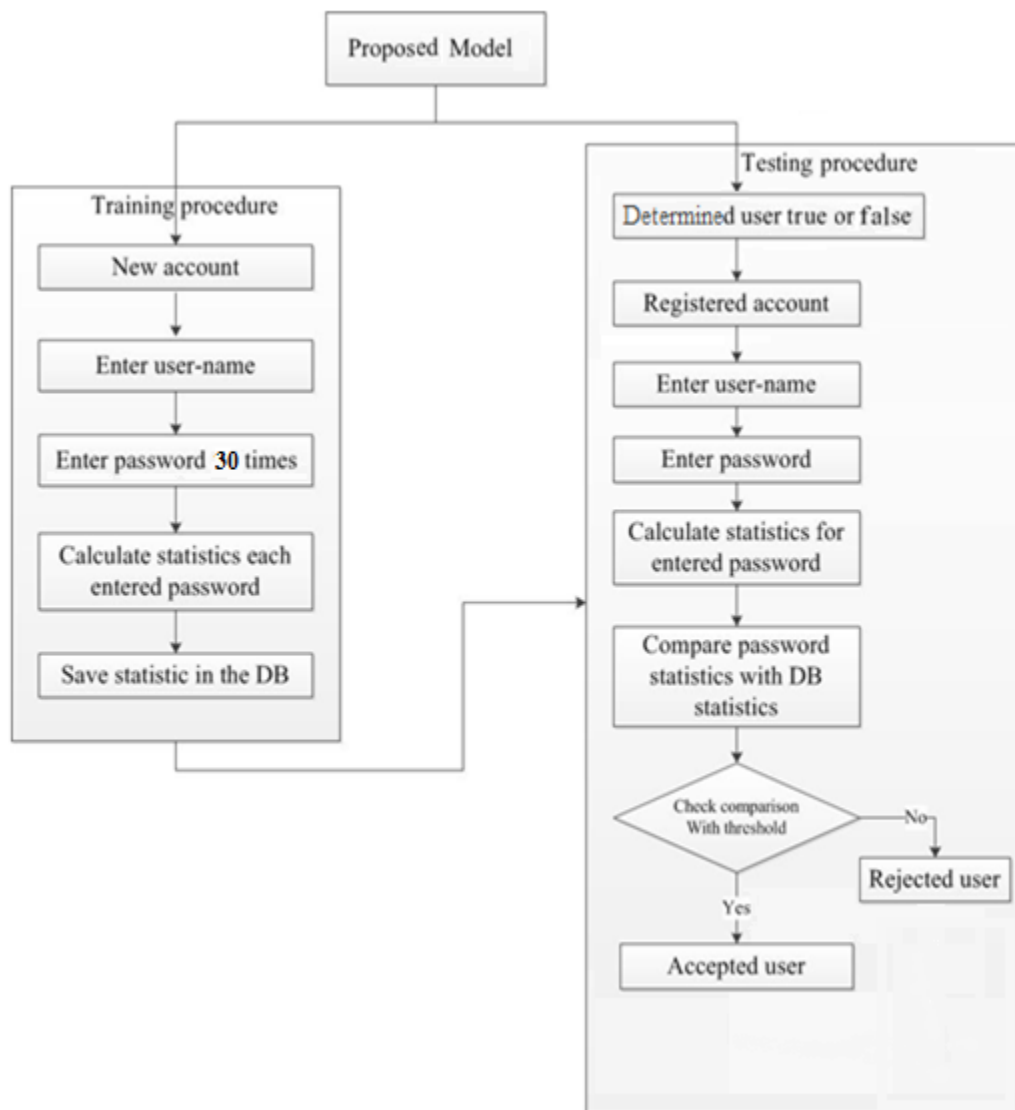 Proposed Model
Training procedure
New account
Enter user-name
Enter password 30 times
Calculate statistics each
entered password
Save statistic in the DB
Testing procedure
Determined user true or false
Registered account
Enter user-name
Enter password
Calculate statistics for
entered password
Compare password
statistics with DB
statistics
Check comparison
With threshold
No
Rejected user
Yes
Accepted user